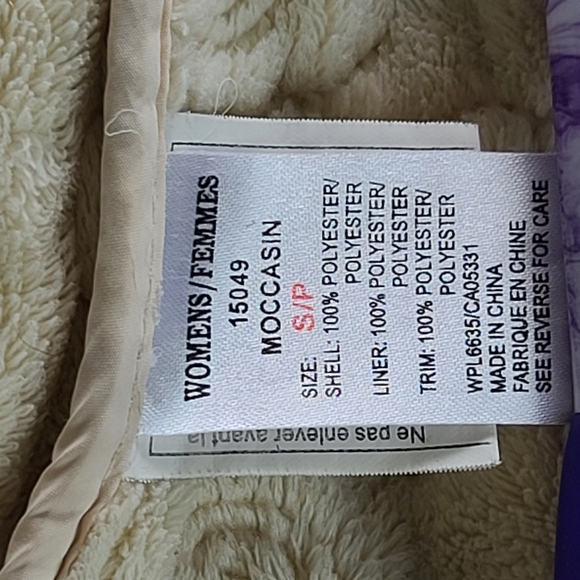 WOMENS/FEMMES
15049
MOCCASIN
SIZE: S/P
SHELL: 100% POLYESTER/
POLYESTER
LINER: 100% POLYESTER/
POLYESTER
TRIM: 100% POLYESTER/
POLYESTER
WPL6635/CA05331
MADE IN CHINA
FABRIQUE EN CHINE
SEE REVERSE FOR CARE
Ne pas enlever avant la